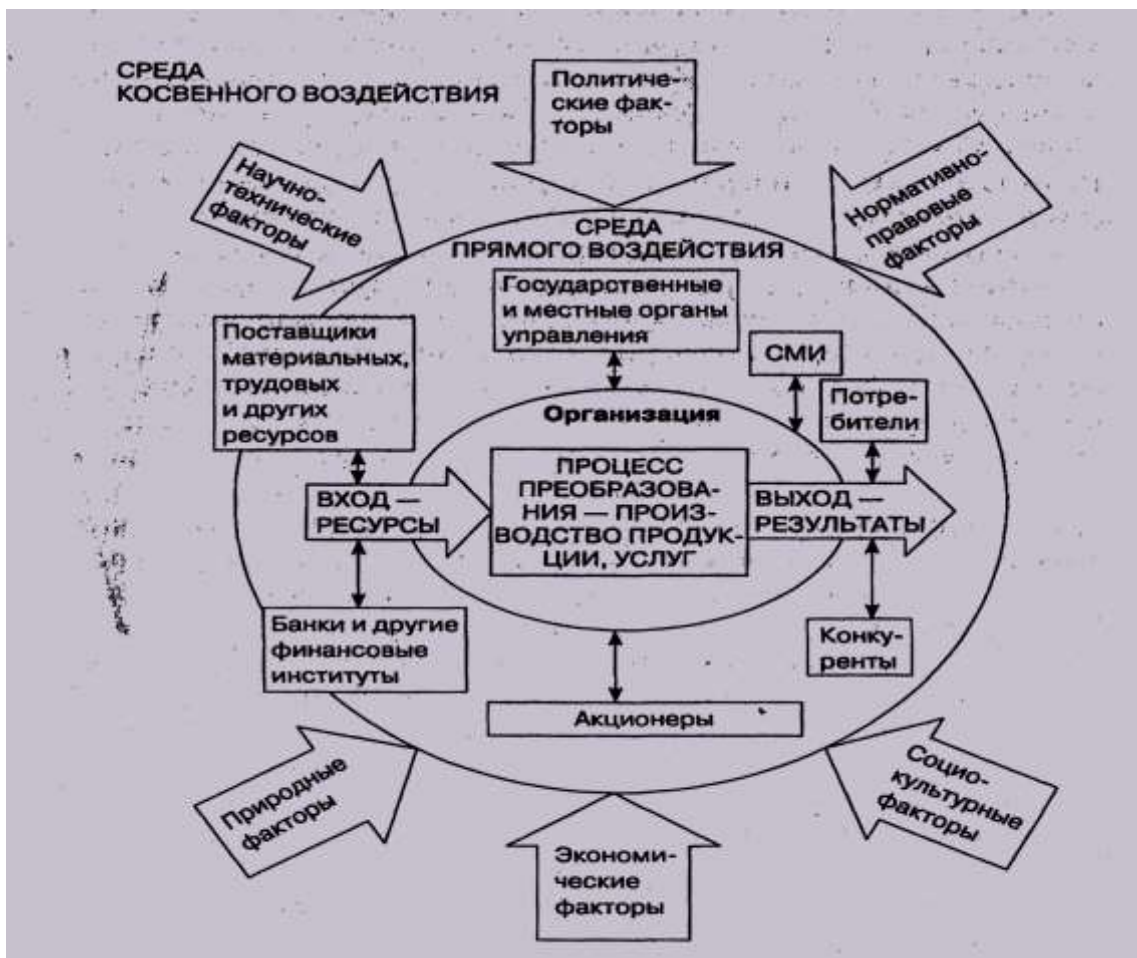 СРЕДА
КОСВЕННОГО ВОЗДЕЙСТВИЯ
Политиче-
ские фак-
торы
Научно-
технические
факторы
Нормативно-
правовые
факторы
СРЕДА
ПРЯМОГО ВОЗДЕЙСТВИЯ
Государственные
и местные органы
управления
Поставщики
материальных,
трудовых
и других
ресурсов
СМИ
Потре-
бители
Организация
ВХОД —
РЕСУРСЫ
ПРОЦЕСС
ПРЕОБРАЗОВА-
НИЯ — ПРОИЗ-
ВОДСТВО ПРОДУК-
ЦИИ, УСЛУГ
ВЫХОД —
РЕЗУЛЬТАТЫ
Банки и другие
финансовые
институты
Конку-
ренты
Акционеры
Природные
факторы
Экономи-
ческие
факторы
Социо-
культурные
факторы